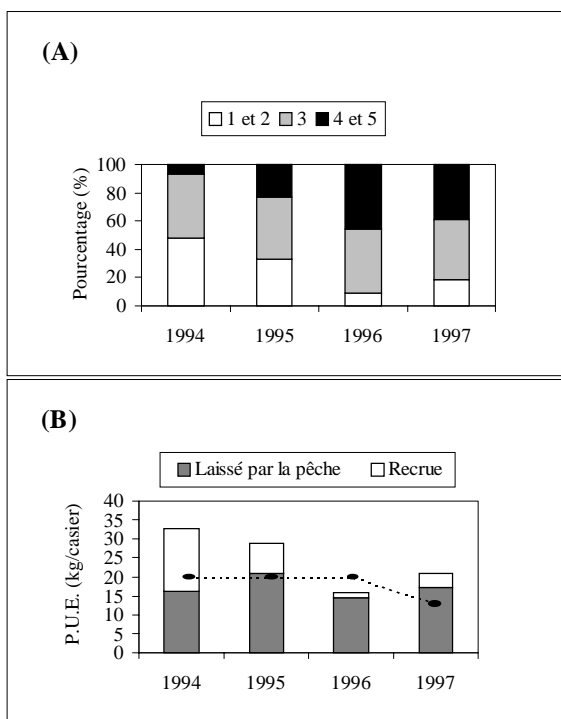 (A)
1 et 2 3 4 et 5
Pourcentage (%)
100
80
60
40
20
0
1994 1995 1996 1997
(B)
Laissé par la pêche Recrue
P.U.E. (kg/casier)
40
35
30
25
20
15
10
5
0
1994 1995 1996 1997